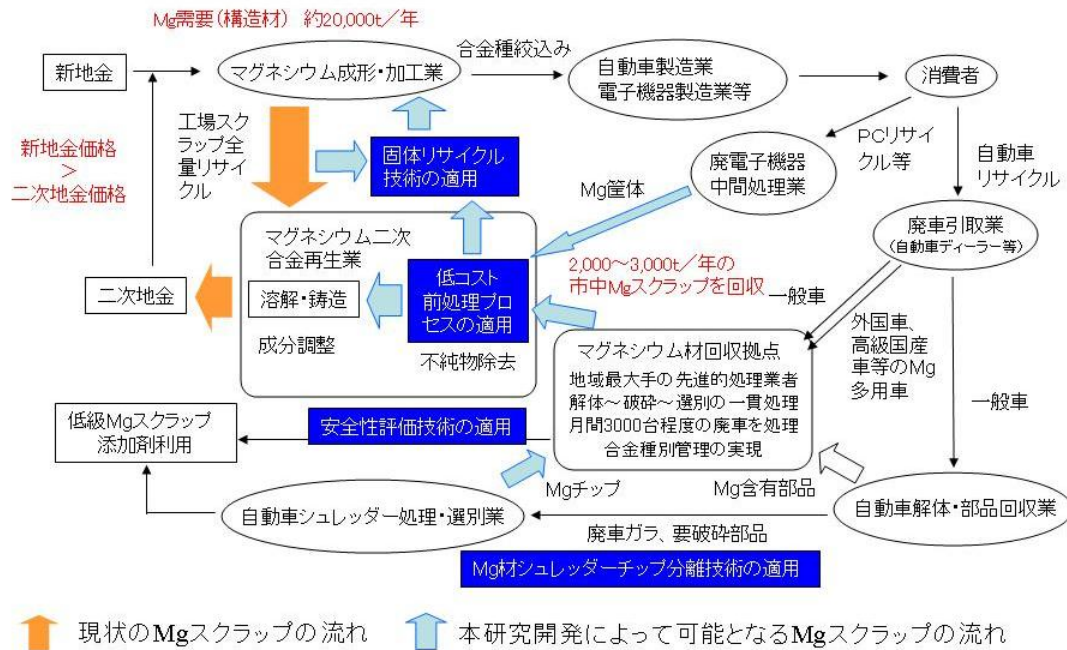 Mg需要(構造材) 約20,000t/年
新地金
マグネシウム成形・加工業
合金種絞込み
自動車製造業
電子機器製造業等
消費者
新地金価格
>
二次地金価格
工場スク
ラップ全
量リサイ
クル
固体リサイクル
技術の適用
廃電子機器
中間処理業
PCリサイ
クル等
自動車
リサイクル
Mg筐体
廃車引取業
(自動車ディーラー等)
マグネシウム二次
合金再生業
二次地金
溶解・鋳造
成分調整
低コスト
前処理プロ
セスの適用
不純物除去
2,000~3,000t/年の
市中Mgスクラップを回収
一般車
外国車、
高級国産
車等のMg
多用車
一般車
マグネシウム材回収拠点
地域最大手の先進的処理業者
解体~破砕~選別の一貫処理
月間3000台程度の廃車を処理
合金種別管理の実現
低級Mgスクラップ
添加剤利用
安全性評価技術の適用
Mgチップ
Mg含有部品
自動車シュレッダー処理・選別業
自動車解体・部品回収業
廃車ガラ、要破砕部品
Mg材シュレッダーチップ分離技術の適用
現状のMgスクラップの流れ
本研究開発によって可能となるMgスクラップの流れ